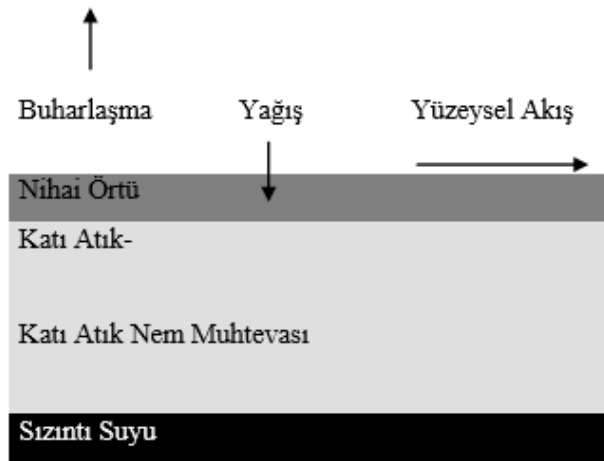 Buharlaşma Yağış Yüzeysel Akış
Nihai Örtü
Katı Atık-
Katı Atık Nem Muhtevası
Sızıntı Suyu